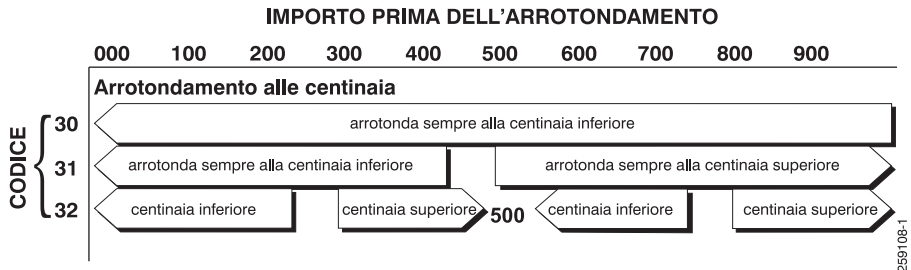 IMPORTO PRIMA DELL'ARROTONDAMENTO
000 100 200 300 400 500 600 700 800 900
Arrotondamento alle centinaia
CODICE
30 arrotonda sempre alla centinaia inferiore
31 arrotonda sempre alla centinaia inferiore arrotonda sempre alla centinaia superiore
32 centinaia inferiore centinaia superiore 500 centinaia inferiore centinaia superiore
259108-1